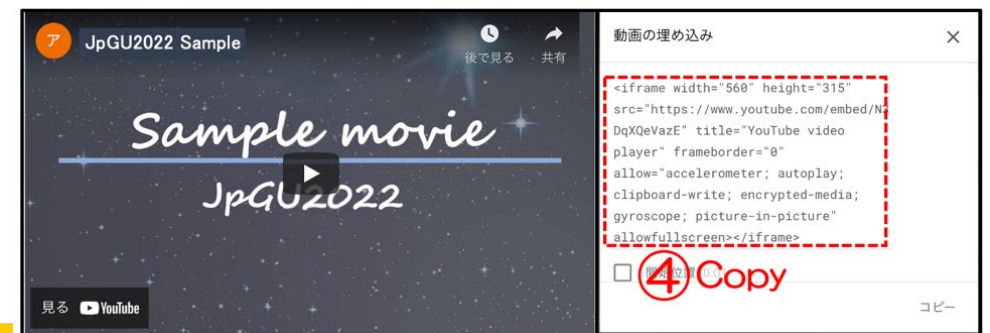 ア JpGU2022 Sample
後で見る 共有
Sample movie
JpGU2022
見る YouTube
動画の埋め込み ×
<iframe width="560" height="315"
src="https://www.youtube.com/embed/N2
DqXQeVazE" title="YouTube video
player" frameborder="0"
allow="accelerometer; autoplay;
clipboard-write; encrypted-media;
gyroscope; picture-in-picture"
allowfullscreen></iframe>
④Copy
コピー